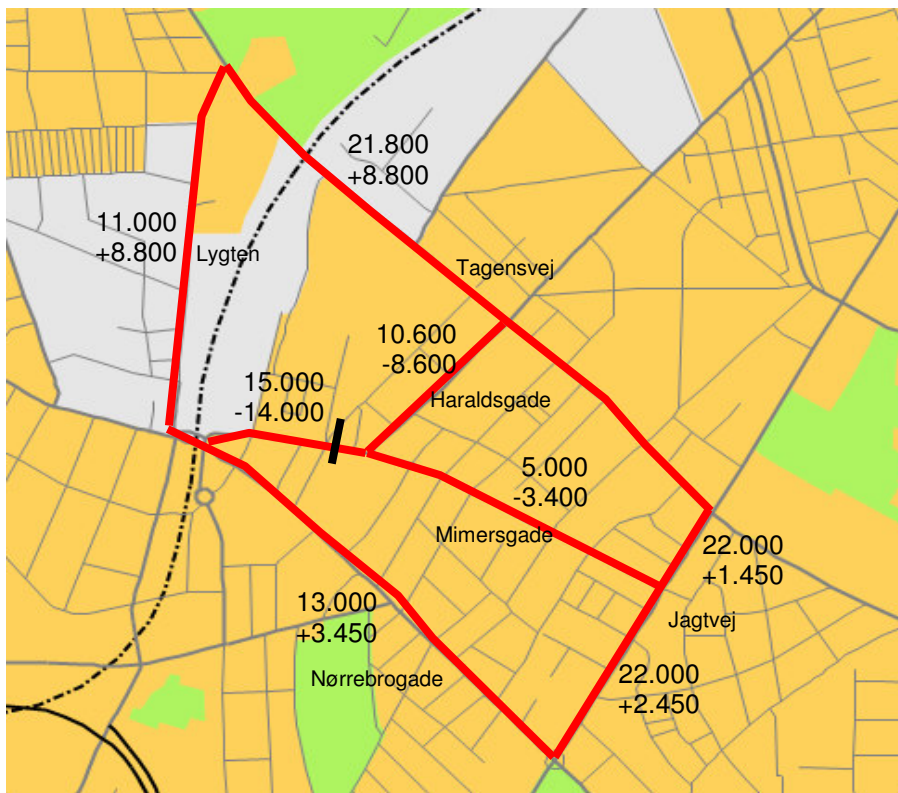 21.800
+8.800
11.000
+8.800
Lygten
Tagensvej
10.600
-8.600
15.000
-14.000
Haraldsgade
5.000
-3.400
Mimersgade
22.000
+1.450
13.000
+3.450
Jagtvej
Nørrebrogade
22.000
+2.450